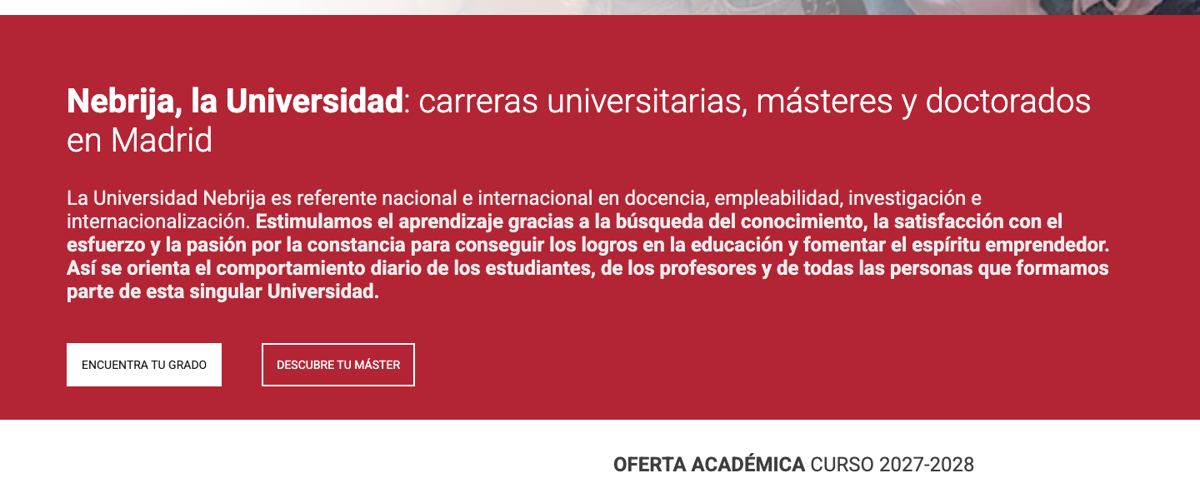 Nebrija, la Universidad: carreras universitarias, másteres y doctorados
en Madrid
La Universidad Nebrija es referente nacional e internacional en docencia, empleabilidad, investigación e
internacionalización. Estimulamos el aprendizaje gracias a la búsqueda del conocimiento, la satisfacción con el
esfuerzo y la pasión por la constancia para conseguir los logros en la educación y fomentar el espíritu emprendedor.
Así se orienta el comportamiento diario de los estudiantes, de los profesores y de todas las personas que formamos
parte de esta singular Universidad.
ENCUENTRA TU GRADO
DESCUBRE TU MÁSTER
OFERTA ACADÉMICA CURSO 2027-2028